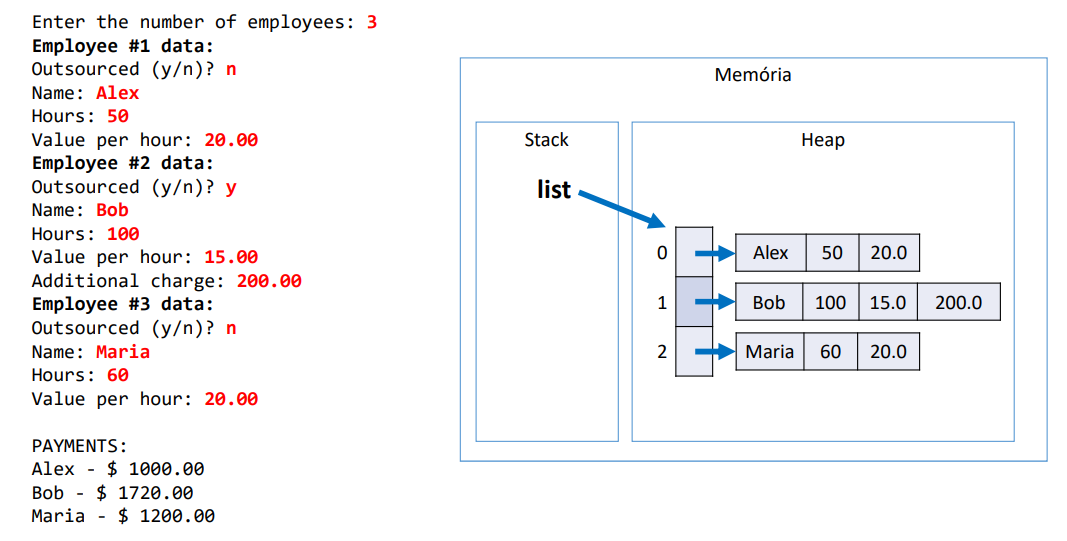 Enter the number of employees: 3
Employee #1 data:
Outsourced (y/n)? n
Name: Alex
Hours: 50
Value per hour: 20.00
Employee #2 data:
Outsourced (y/n)? y
Name: Bob
Hours: 100
Value per hour: 15.00
Additional charge: 200.00
Employee #3 data:
Outsourced (y/n)? n
Name: Maria
Hours: 60
Value per hour: 20.00
PAYMENTS:
Alex - $ 1000.00
Bob - $ 1720.00
Maria - $ 1200.00
Memória
Stack
Heap
list
0 Alex 50 20.0
1 Bob 100 15.0 200.0
2 Maria 60 20.0